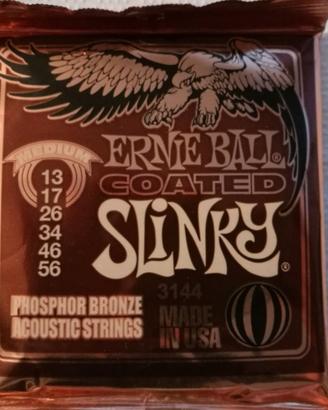 ERNIE BALL®
COATED
SLINKY®
MEDIUM
13
17
26
34
46
56
3144
PHOSPHOR BRONZE
ACOUSTIC STRINGS
MADE
IN USA